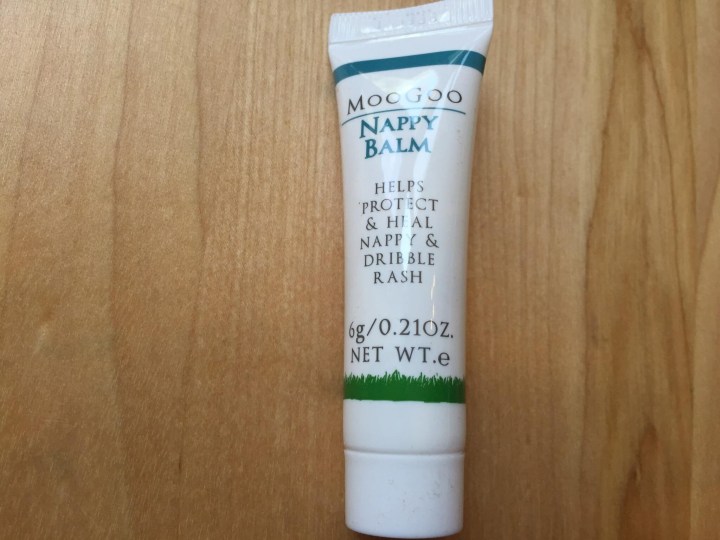 MOOGOO
NAPPY
BALM
HELPS
PROTECT
& HEAL
NAPPY &
DRIBBLE
RASH
6g/0.21OZ.
NET WT.e